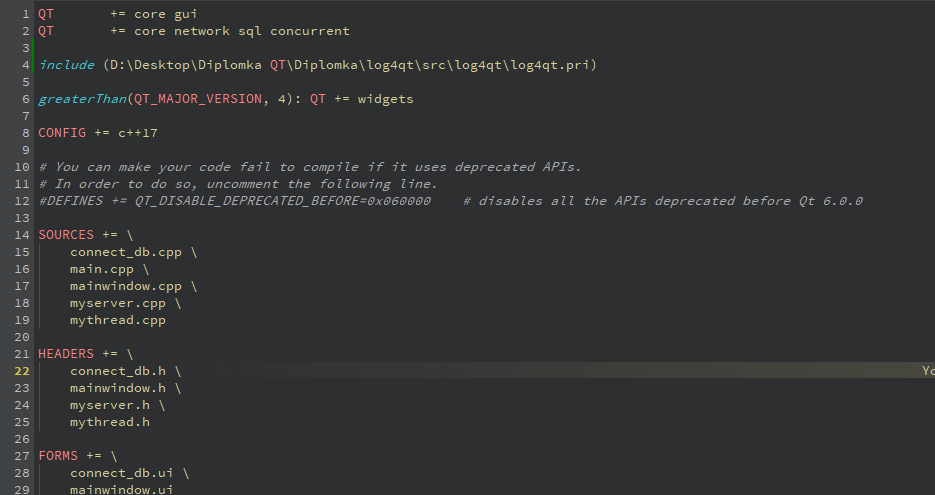 1 QT       += core gui
2 QT       += core network sql concurrent
3
4 include (D:\Desktop\Diplomka QT\Diplomka\log4qt\src\log4qt\log4qt.pri)
5
6 greaterThan(QT_MAJOR_VERSION, 4): QT += widgets
7
8 CONFIG += c++17
9
10 # You can make your code fail to compile if it uses deprecated APIs.
11 # In order to do so, uncomment the following line.
12 #DEFINES += QT_DISABLE_DEPRECATED_BEFORE=0x060000    # disables all the APIs deprecated before Qt 6.0.0
13
14 SOURCES += \
15     connect_db.cpp \
16     main.cpp \
17     mainwindow.cpp \
18     myserver.cpp \
19     mythread.cpp
20
21 HEADERS += \
22     connect_db.h \
23     mainwindow.h \
24     myserver.h \
25     mythread.h
26
27 FORMS += \
28     connect_db.ui \
29     mainwindow.ui